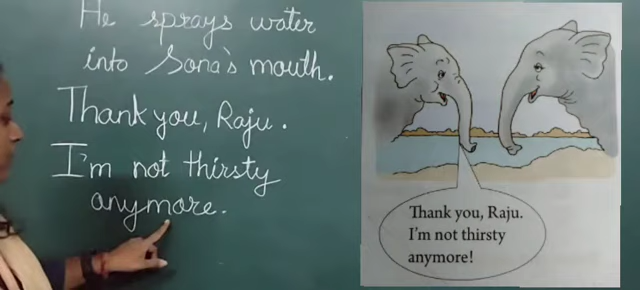 He sprays water
into Sona's mouth.
Thank you, Raju.
I'm not thirsty
anymore.
Thank you, Raju.
I'm not thirsty
anymore!